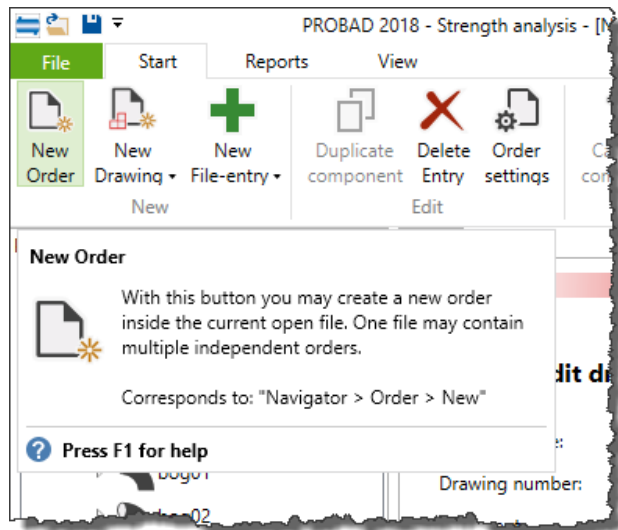 PROBAD 2018 - Strength analysis - [N
File Start Reports View
New Order
New Drawing
New File-entry
Duplicate component
Delete Entry
Order settings
New
Edit
New Order
With this button you may create a new order
inside the current open file. One file may contain
multiple independent orders.
Corresponds to: "Navigator > Order > New"
Press F1 for help
dit d
bog01
Drawing number:
bog02